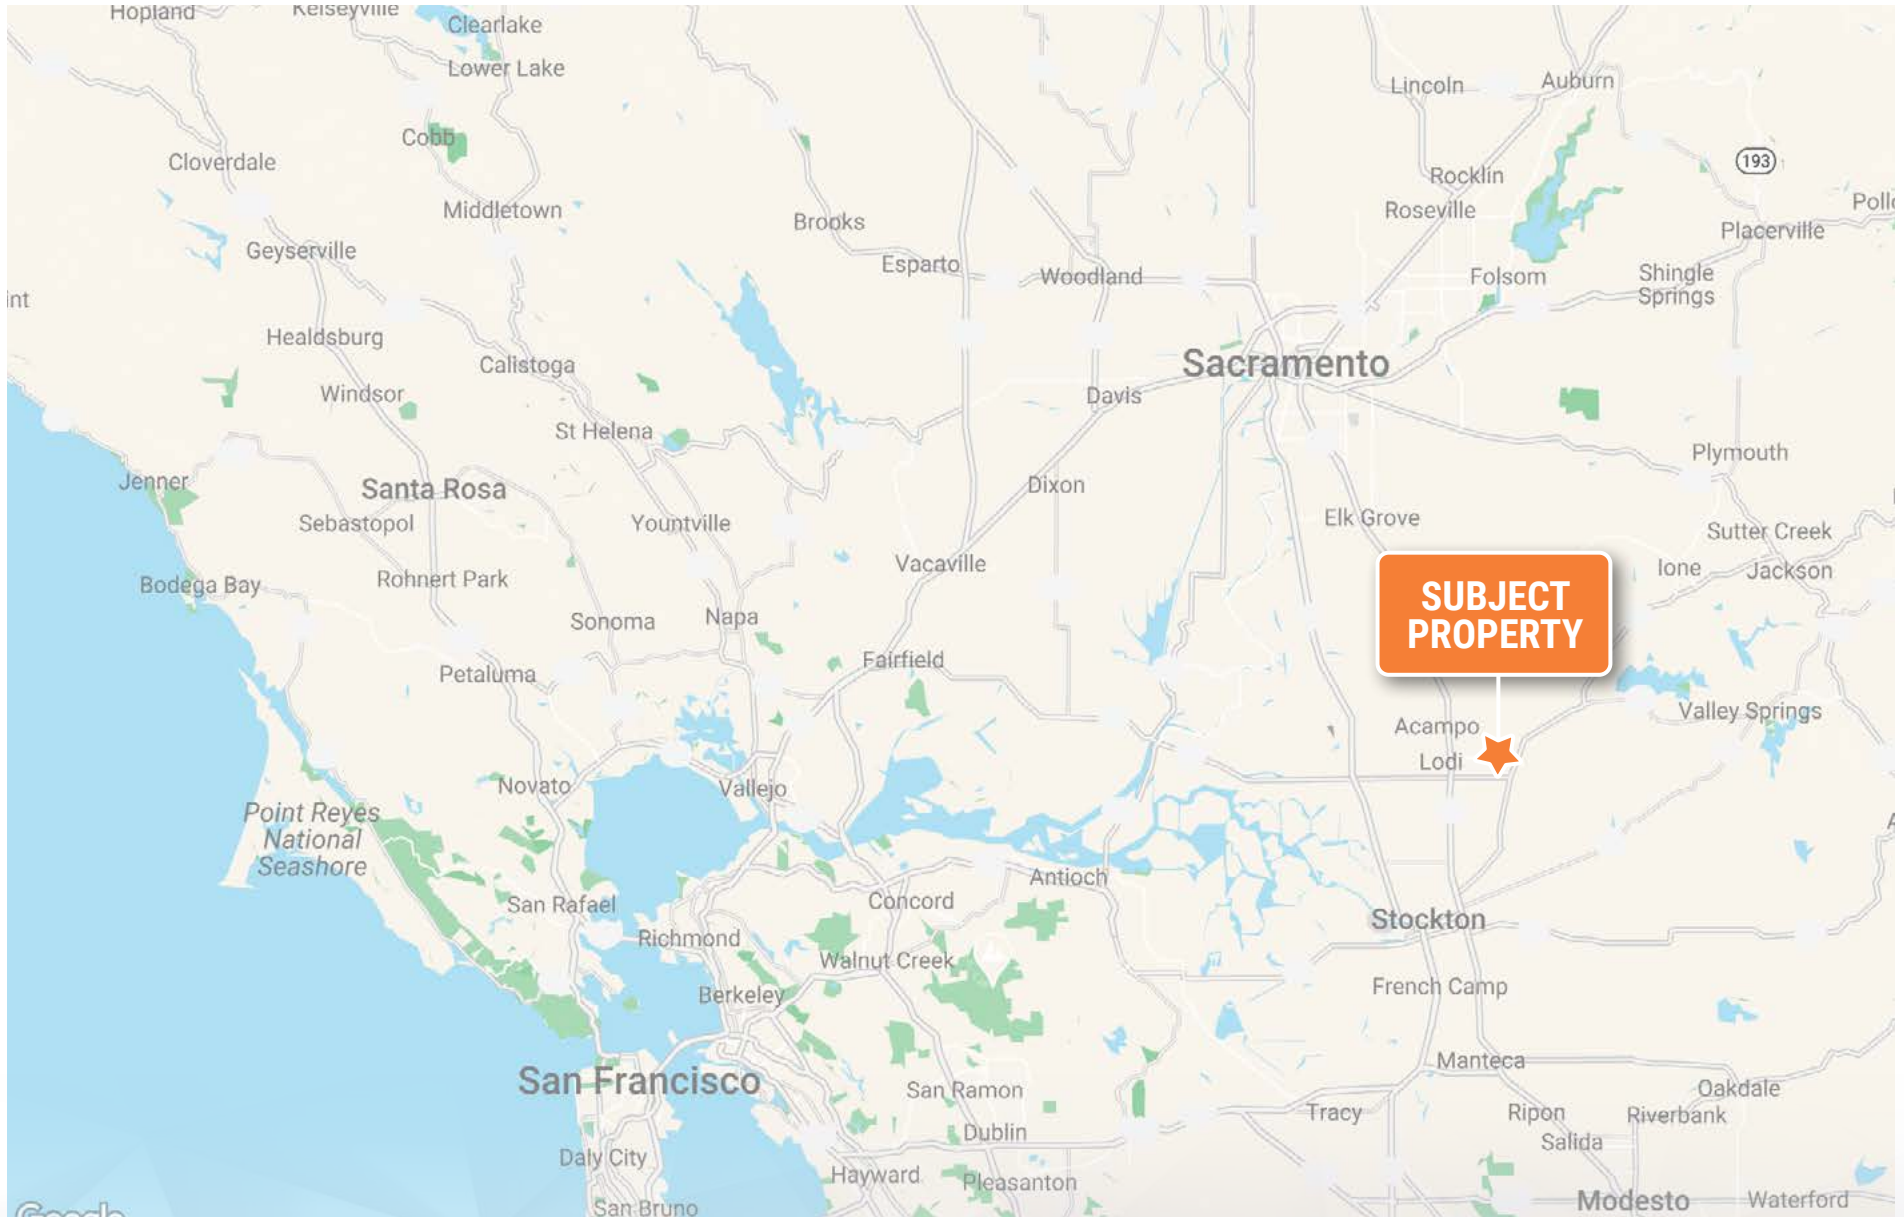 Hopland
Kelseyville
Clearlake
Lower Lake
Lincoln
Auburn
Cobb
Cloverdale
193
Rocklin
Middletown
Roseville
Brooks
Placerville
Geyserville
Esparto
Woodland
Folsom
Shingle
Springs
Healdsburg
Calistoga
Sacramento
Windsor
Davis
St Helena
Plymouth
Jenner
Santa Rosa
Dixon
Sebastopol
Yountville
Elk Grove
Sutter Creek
Vacaville
Ione
Jackson
Bodega Bay
Rohnert Park
SUBJECT
PROPERTY
Sonoma
Napa
Fairfield
Petaluma
Valley Springs
Acampo
Lodi
Novato
Vallejo
Point Reyes
National
Seashore
Antioch
San Rafael
Concord
Stockton
Richmond
Walnut Creek
French Camp
Berkeley
Manteca
San Francisco
San Ramon
Oakdale
Tracy
Ripon
Riverbank
Dublin
Salida
Daly City
Hayward
Pleasanton
San Bruno
Modesto
Waterford
Google